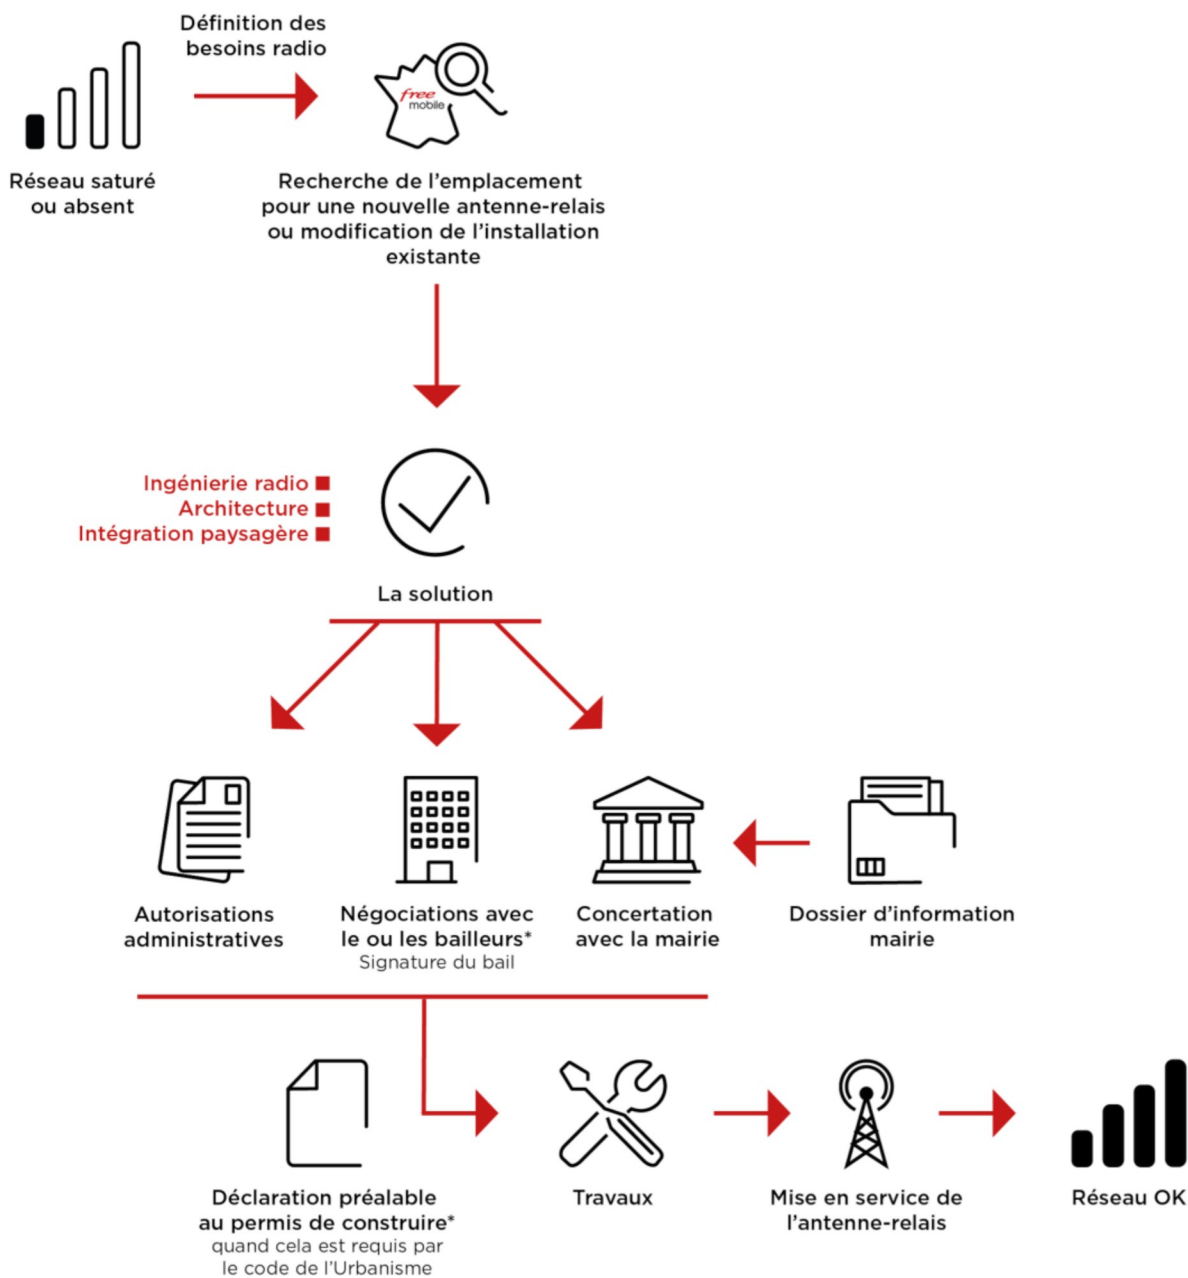 Définition des
besoins radio
free
mobile
Réseau saturé
ou absent
Recherche de l’emplacement
pour une nouvelle antenne-relais
ou modification de l’installation
existante
Ingénierie radio
Architecture
Intégration paysagère
La solution
Autorisations
administratives
Négociations avec
le ou les bailleurs*
Signature du bail
Concertation
avec la mairie
Dossier d’information
mairie
Déclaration préalable
au permis de construire*
quand cela est requis par
le code de l’Urbanisme
Travaux
Mise en service de
l’antenne-relais
Réseau OK